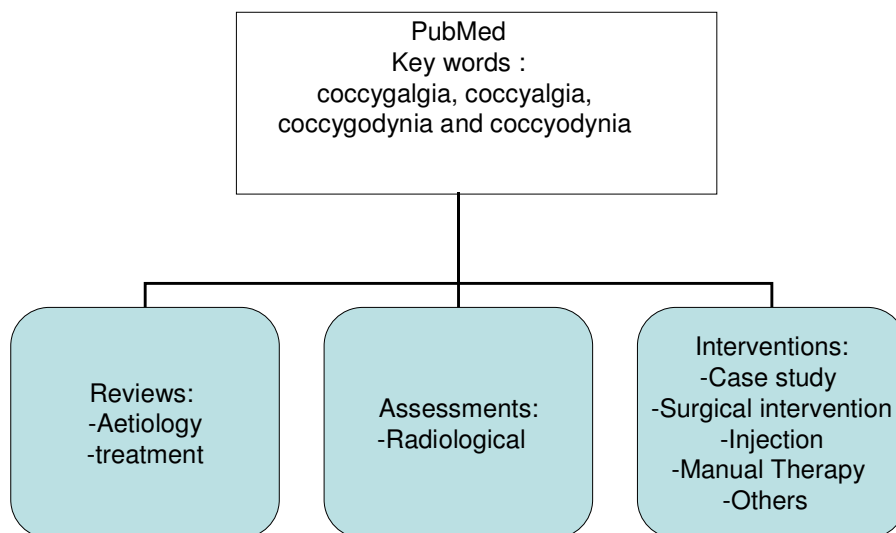 PubMed
Key words :
coccygalgia, coccyalgia,
coccygodynia and coccyodynia
Reviews:
-Aetiology
-treatment
Assessments:
-Radiological
Interventions:
-Case study
-Surgical intervention
-Injection
-Manual Therapy
-Others